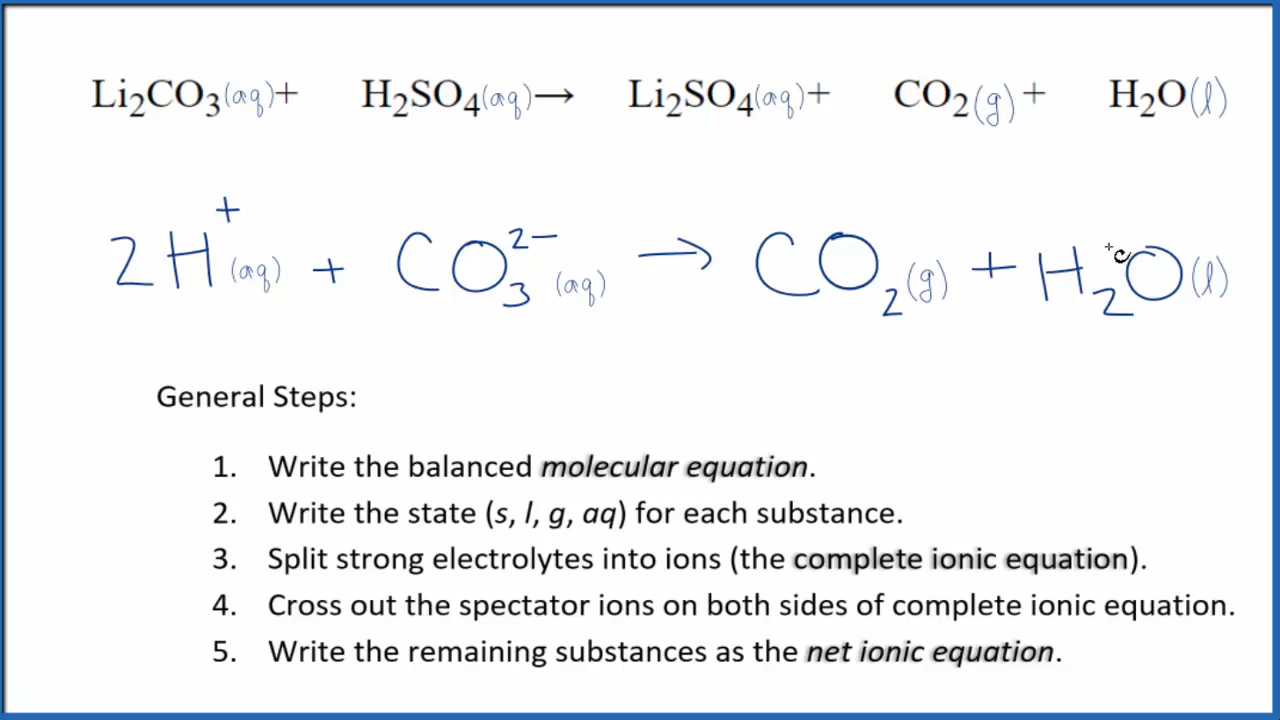 Li₂CO₃(aq)+ H₂SO₄(aq)→ Li₂SO₄(aq)+ CO₂(g)+ H₂O(l)
2H⁺(aq) + CO₃²⁻(aq) → CO₂(g) + H₂O(l)
General Steps:
1. Write the balanced molecular equation.
2. Write the state (s, l, g, aq) for each substance.
3. Split strong electrolytes into ions (the complete ionic equation).
4. Cross out the spectator ions on both sides of complete ionic equation.
5. Write the remaining substances as the net ionic equation.